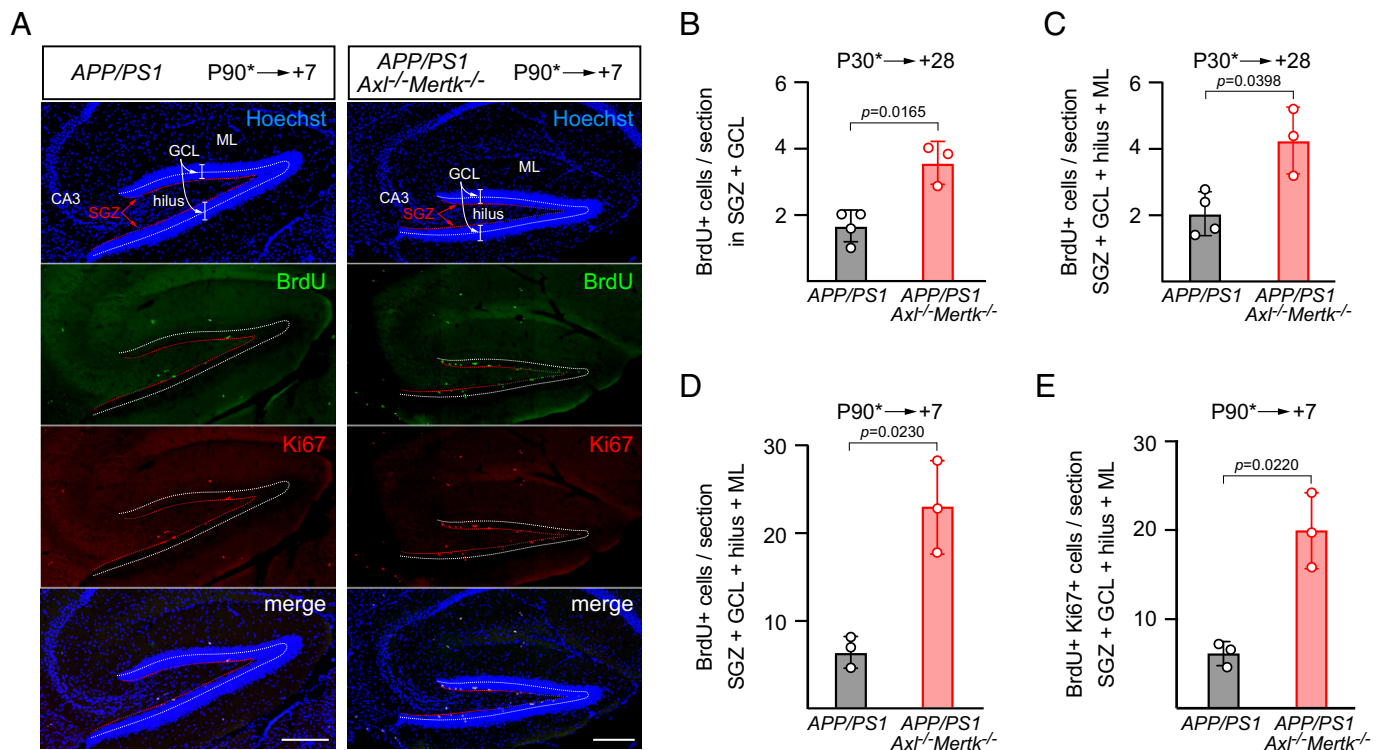 A
APP/PS1 P90* +7
APP/PS1
Axl-/-Mertk-/- P90* +7
Hoechst
ML
GCL
CA3
SGZ
hilus
Hoechst
ML
GCL
CA3
SGZ
hilus
BrdU
BrdU
Ki67
Ki67
merge
merge
B
P30* +28
p=0.0165
BrdU+ cells / section
in SGZ + GCL
6
4
2
APP/PS1
APP/PS1
Axl-/-Mertk-/-
C
P30* +28
p=0.0398
BrdU+ cells / section
SGZ + GCL + hilus + ML
6
4
2
APP/PS1
APP/PS1
Axl-/-Mertk-/-
D
P90* +7
p=0.0230
BrdU+ cells / section
SGZ + GCL + hilus + ML
30
20
10
APP/PS1
APP/PS1
Axl-/-Mertk-/-
E
P90* +7
p=0.0220
BrdU+ Ki67+ cells / section
SGZ + GCL + hilus + ML
30
20
10
APP/PS1
APP/PS1
Axl-/-Mertk-/-